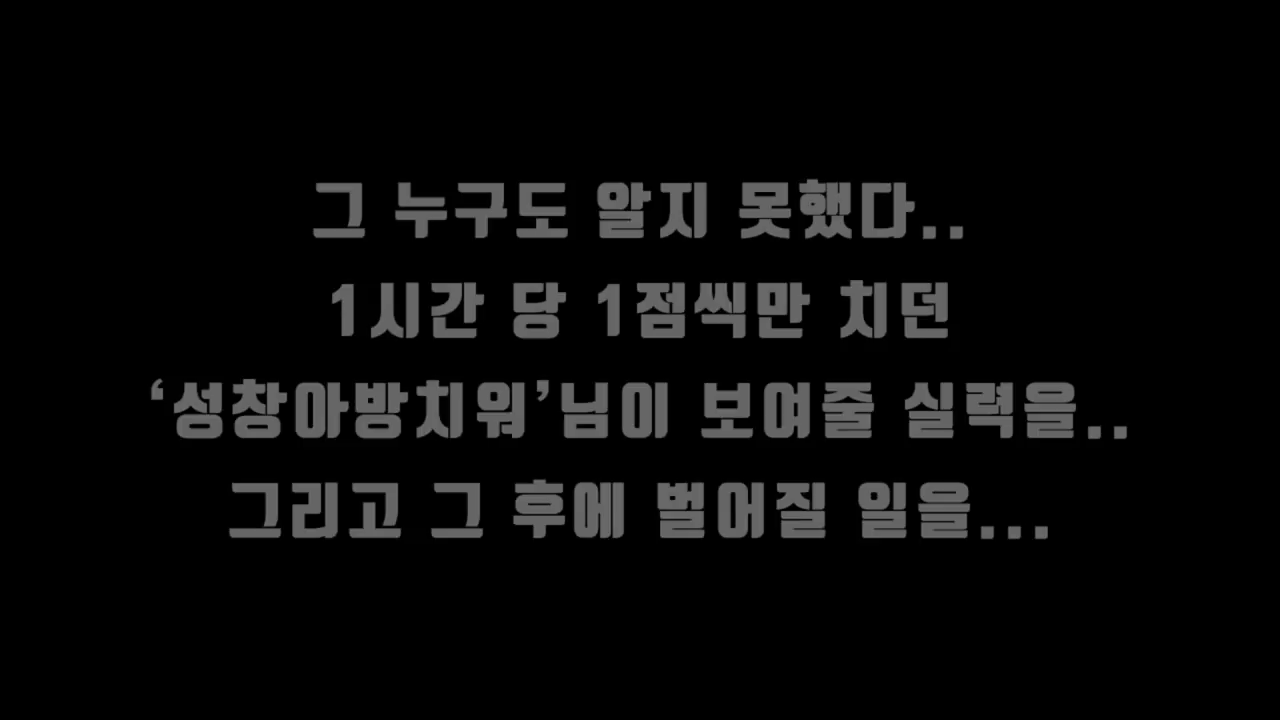 그 누구도 알지 못했다..
1시간 당 1점씩만 치던
‘성창아방치워’님이 보여줄 실력을..
그리고 그 후에 벌어질 일을...